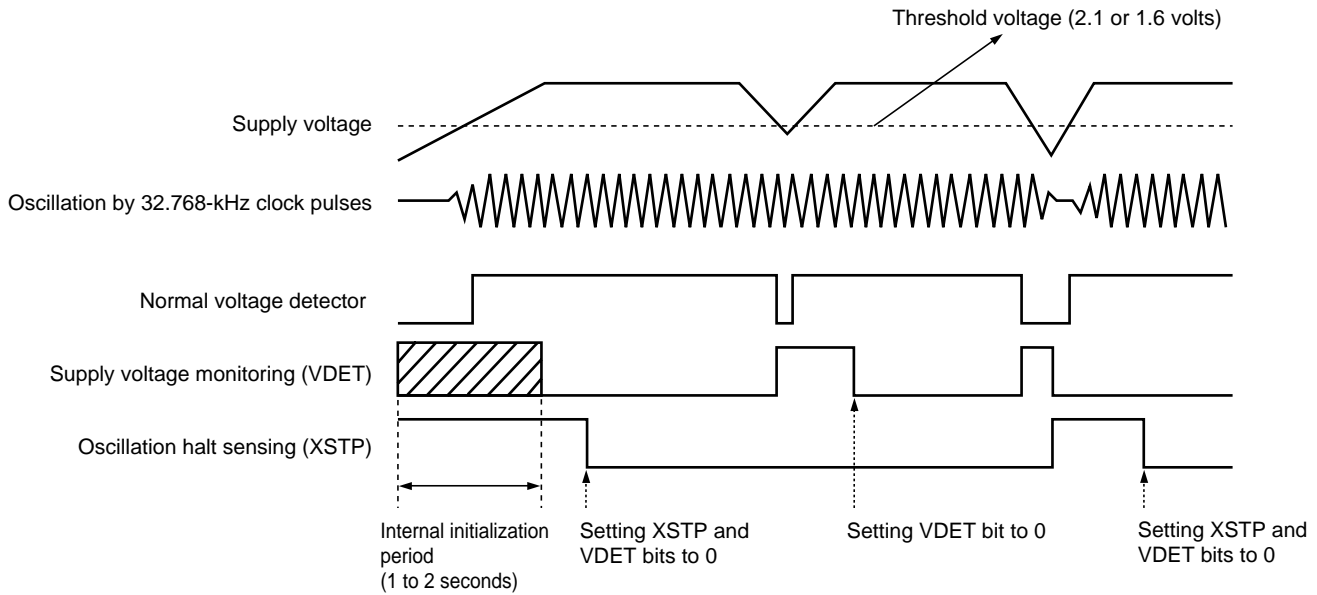 Threshold voltage (2.1 or 1.6 volts)
Supply voltage
Oscillation by 32.768-kHz clock pulses
Normal voltage detector
Supply voltage monitoring (VDET)
Oscillation halt sensing (XSTP)
Internal initialization
period
(1 to 2 seconds)
Setting XSTP and
VDET bits to 0
Setting VDET bit to 0
Setting XSTP and
VDET bits to 0